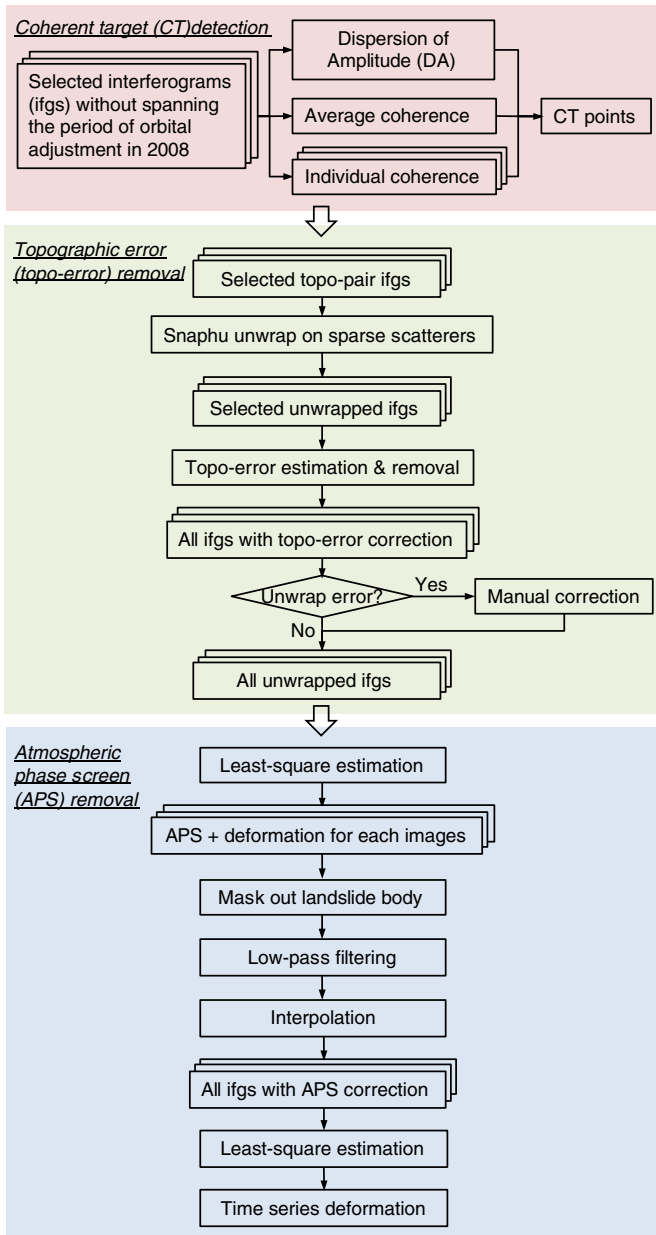 Coherent target (CT)detection
Selected interferograms
(ifgs) without spanning
the period of orbital
adjustment in 2008
Dispersion of
Amplitude (DA)
Average coherence
Individual coherence
CT points
Topographic error
(topo-error) removal
Selected topo-pair ifgs
Snaphu unwrap on sparse scatterers
Selected unwrapped ifgs
Topo-error estimation & removal
All ifgs with topo-error correction
Unwrap error?
Yes
Manual correction
No
All unwrapped ifgs
Atmospheric
phase screen
(APS) removal
Least-square estimation
APS + deformation for each images
Mask out landslide body
Low-pass filtering
Interpolation
All ifgs with APS correction
Least-square estimation
Time series deformation